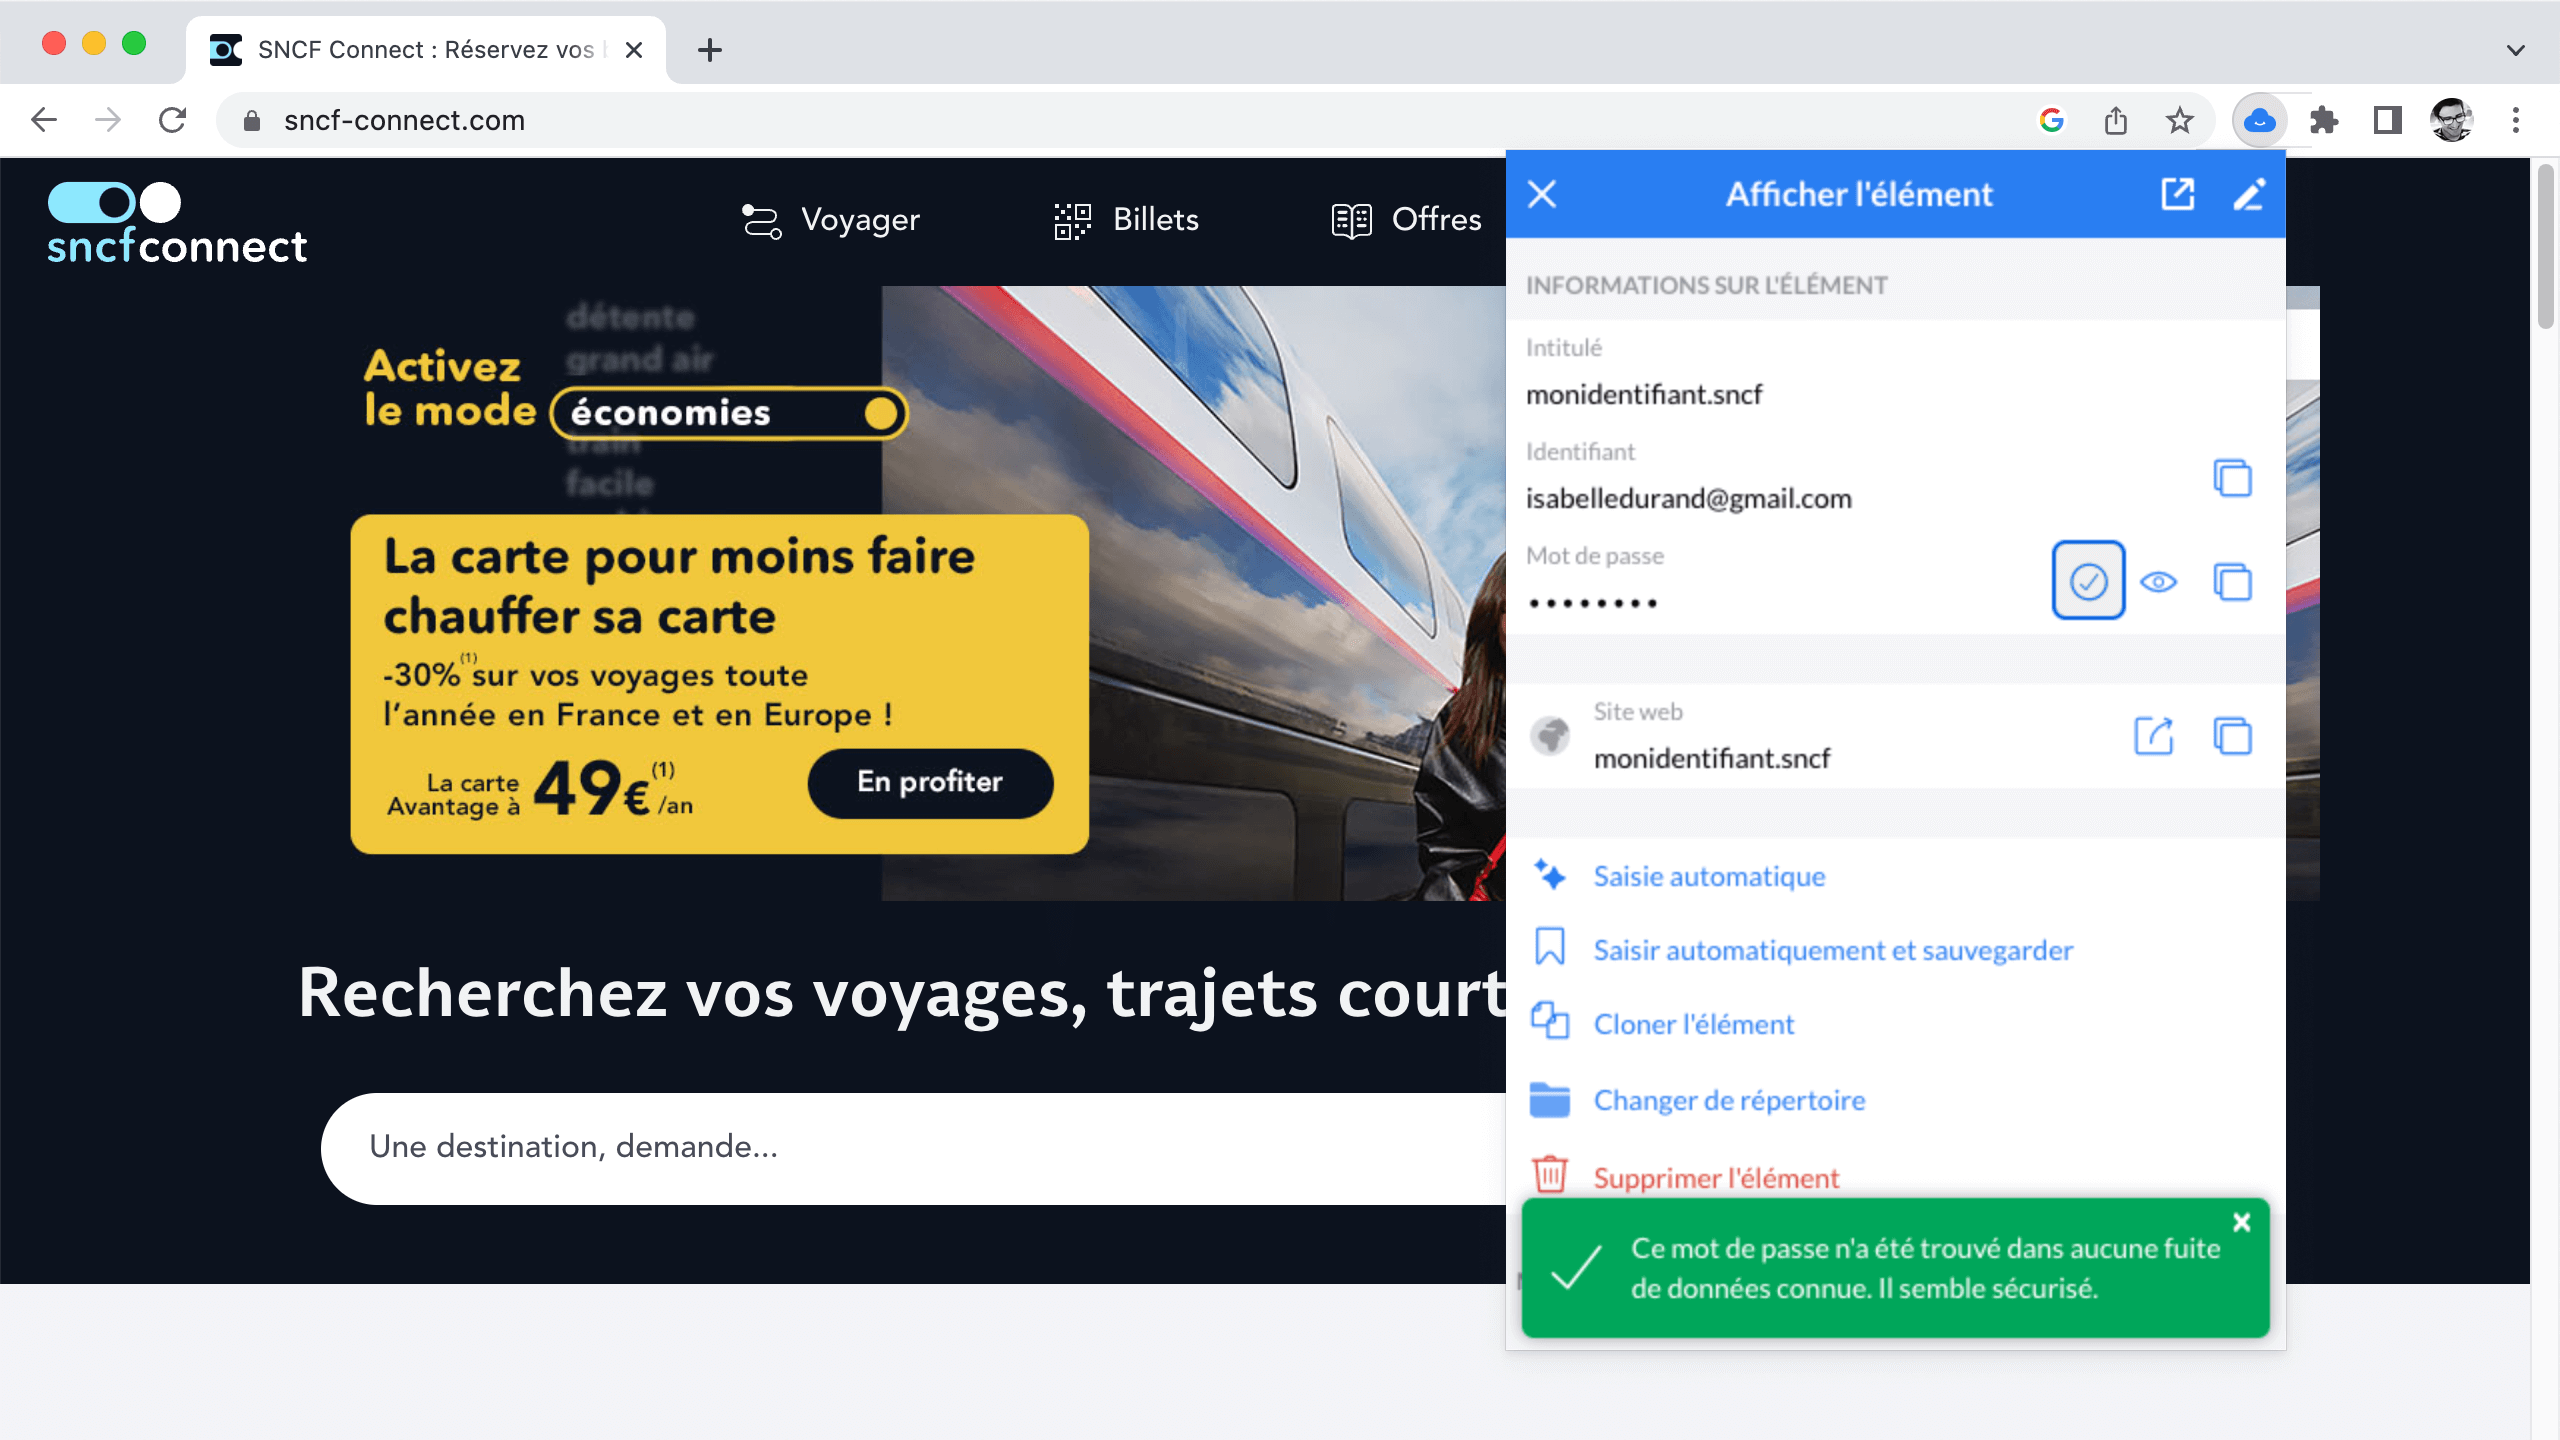 SNCF Connect : Réservez vos
sncf-connect.com
sncfconnect
Voyager
Billets
Offres
détente
grand air
Activez
le mode
économies
train
facile
La carte pour moins faire
chauffer sa carte
-30%(1) sur vos voyages toute
l’année en France et en Europe !
La carte
Avantage à
49€(1)/an
En profiter
Recherchez vos voyages, trajets court
Une destination, demande...
Afficher l'élément
INFORMATIONS SUR L'ÉLÉMENT
Intitulé
monidentifiant.sncf
Identifiant
isabelledurand@gmail.com
Mot de passe
••••••••
Site web
monidentifiant.sncf
Saisie automatique
Saisir automatiquement et sauvegarder
Cloner l'élément
Changer de répertoire
Supprimer l'élément
Ce mot de passe n'a été trouvé dans aucune fuite
de données connue. Il semble sécurisé.